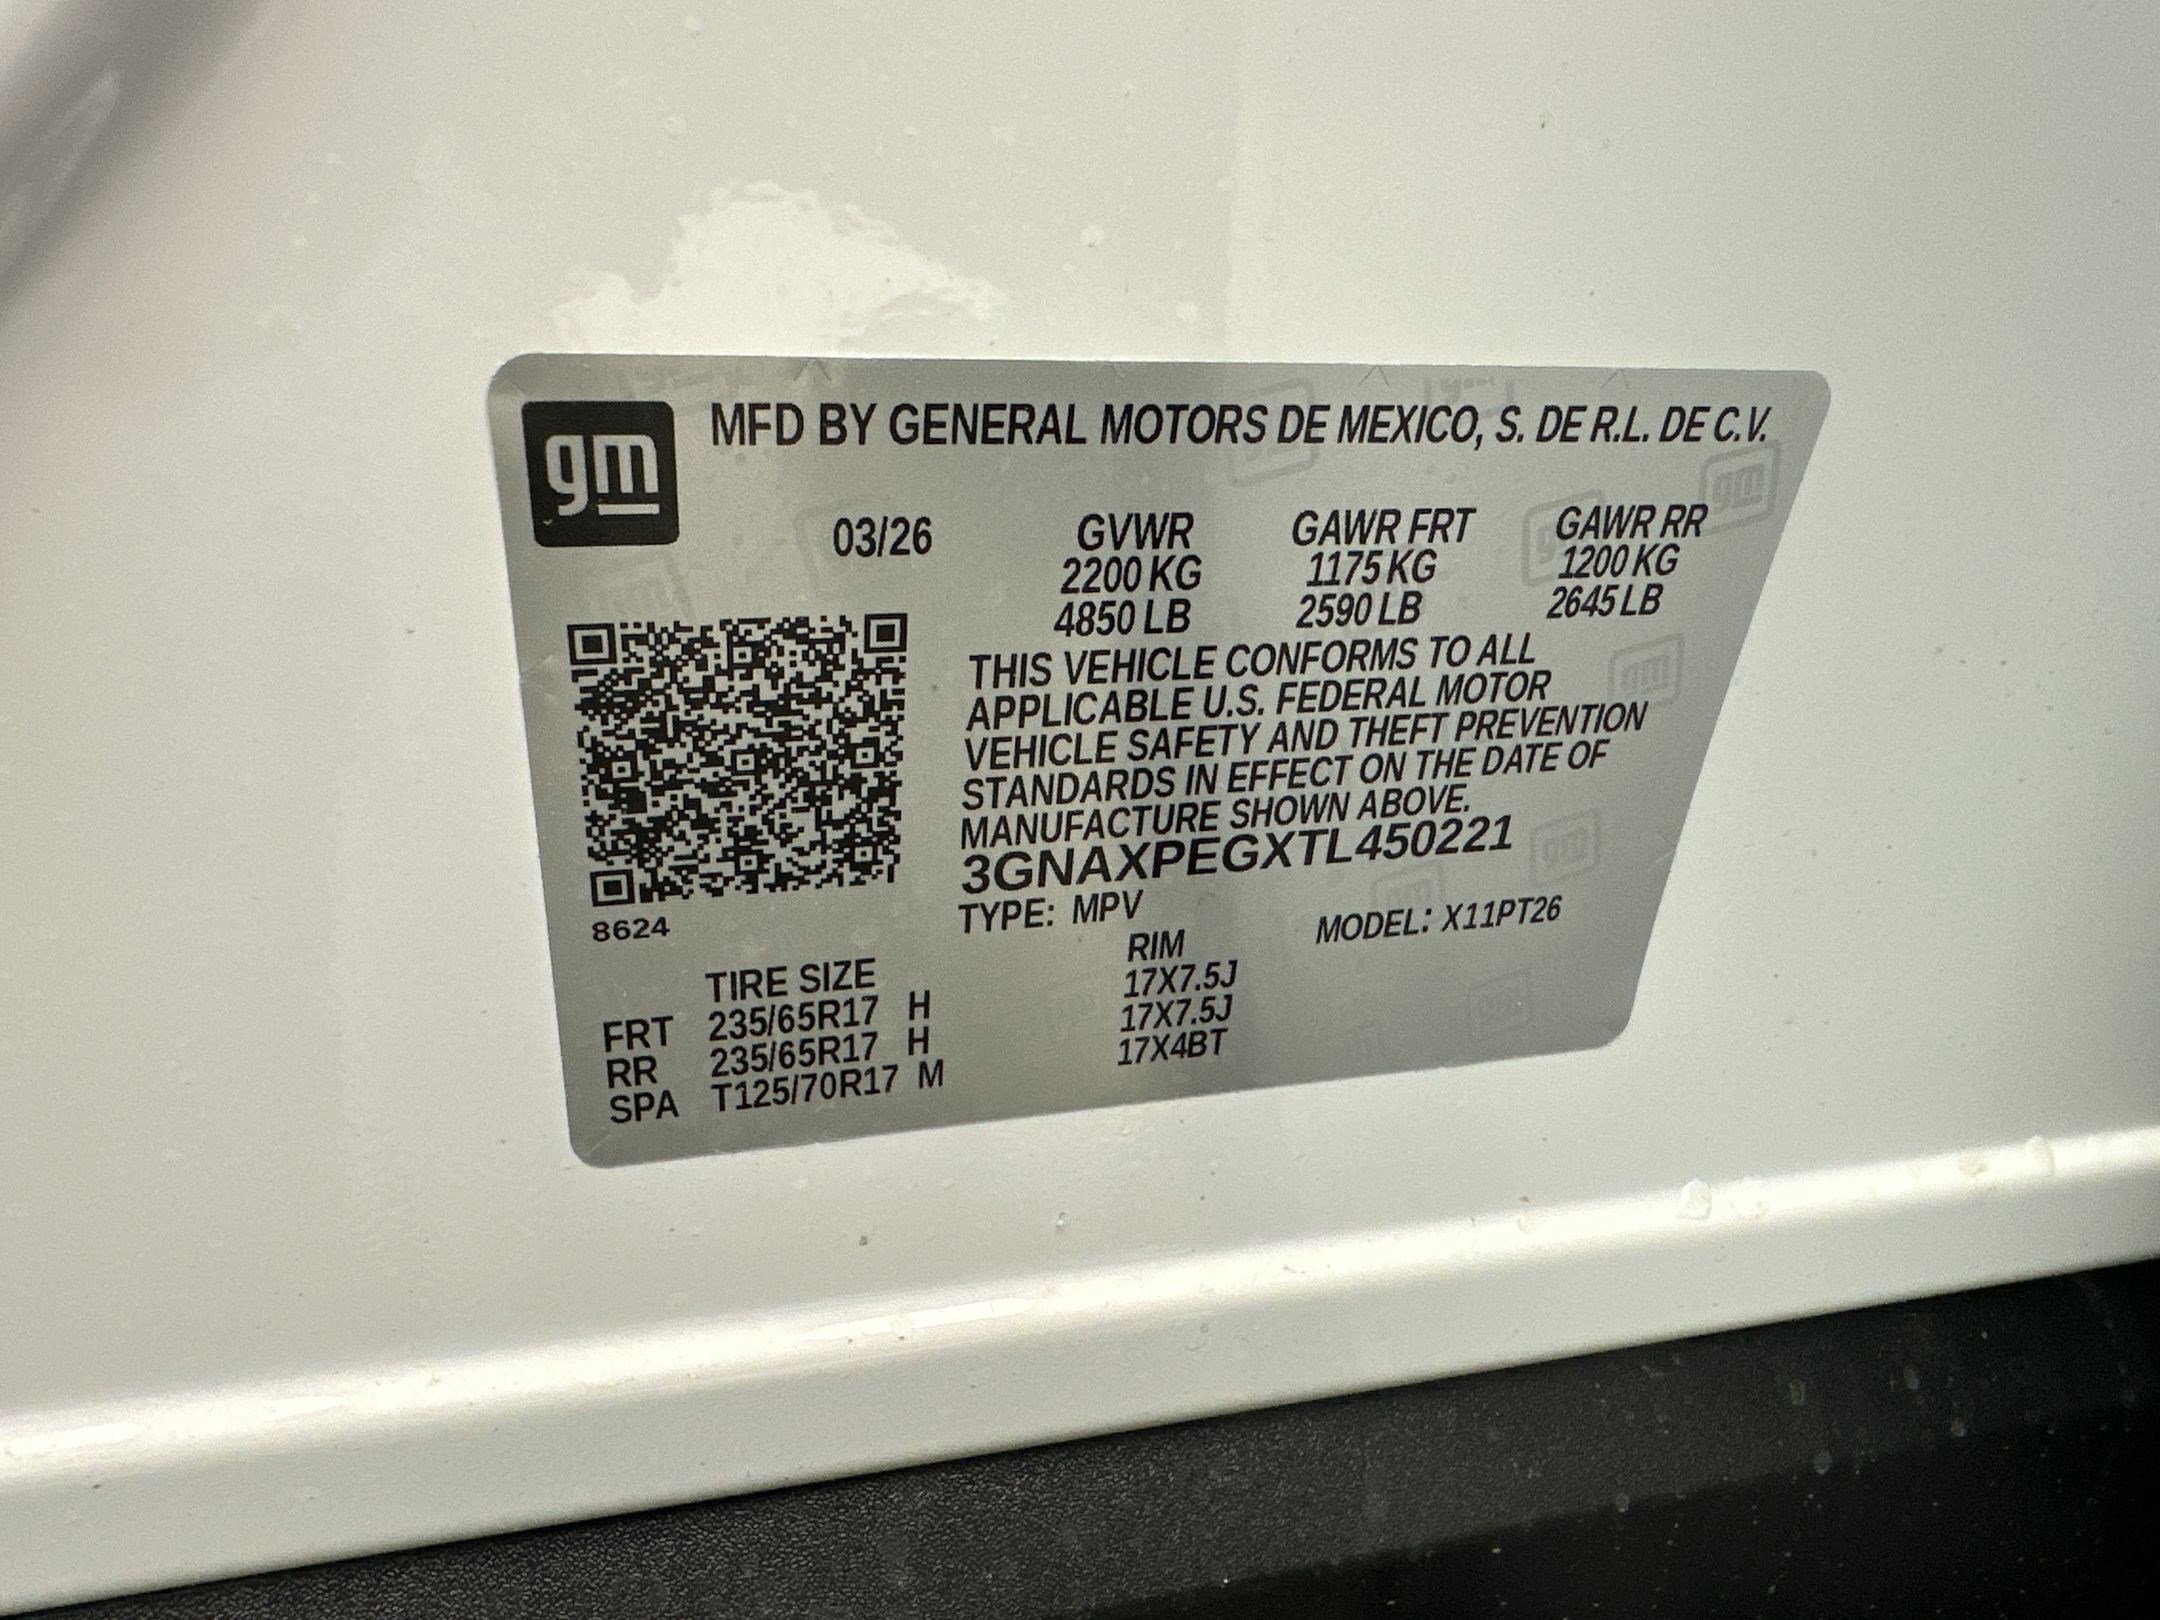 gm
MFD BY GENERAL MOTORS DE MEXICO, S. DE R.L. DE C.V.
03/26 GVWR GAWR FRT GAWR RR
2200 KG 1175 KG 1200 KG
4850 LB 2590 LB 2645 LB
THIS VEHICLE CONFORMS TO ALL
APPLICABLE U.S. FEDERAL MOTOR
VEHICLE SAFETY AND THEFT PREVENTION
STANDARDS IN EFFECT ON THE DATE OF
MANUFACTURE SHOWN ABOVE.
3GNAXPEGXTL450221
8624
TYPE: MPV MODEL: X11PT26
TIRE SIZE RIM
FRT 235/65R17 H 17X7.5J
RR 235/65R17 H 17X7.5J
SPA T125/70R17 M 17X4BT